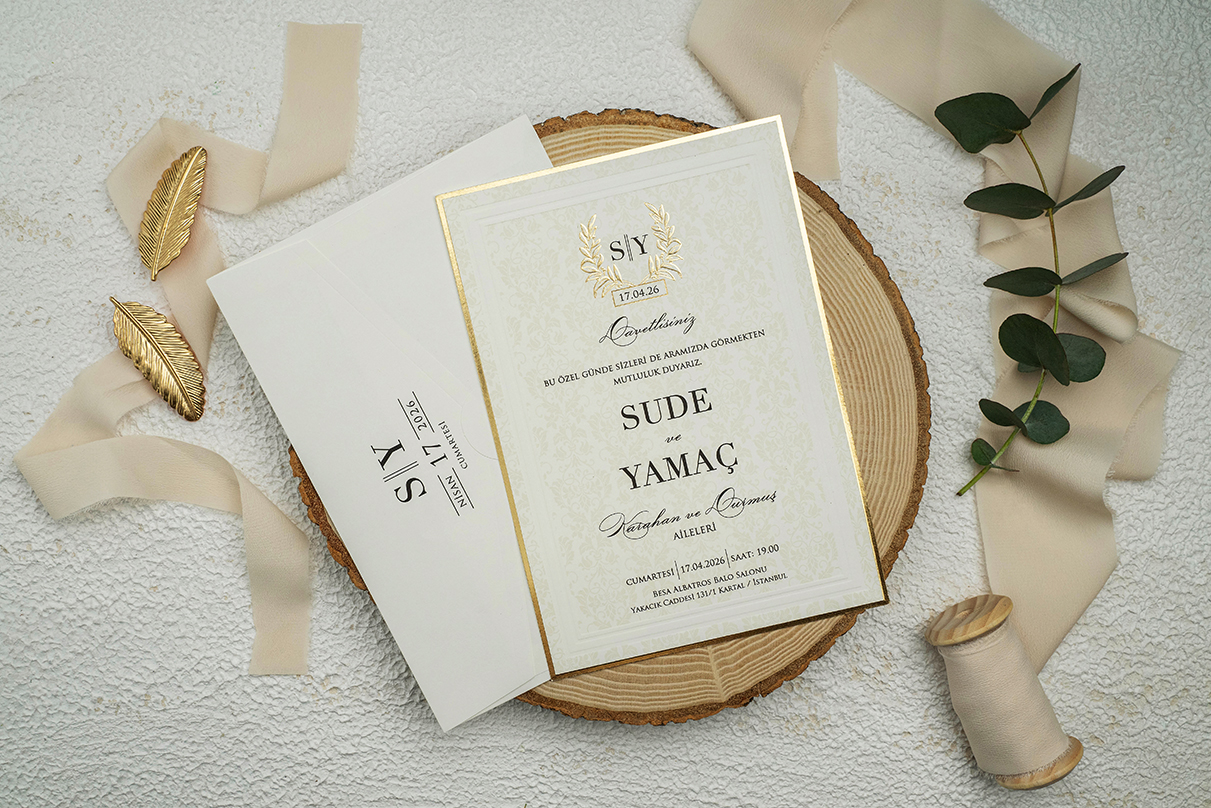 S Y
NİSAN 17 2026
CUMARTESİ
S Y
17.04.26
Davetlisiniz
BU ÖZEL GÜNDE SİZLERİ DE ARAMIZDA GÖRMEKTEN
MUTLULUK DUYARIZ.
SUDE
ve
YAMAÇ
Karahan ve Durmuş
AİLELERİ
CUMARTESİ | 17.04.2026 | SAAT: 19.00
BESA ALBATROS BALO SALONU
YAKACIK CADDESİ 131/1 KARTAL / İSTANBUL